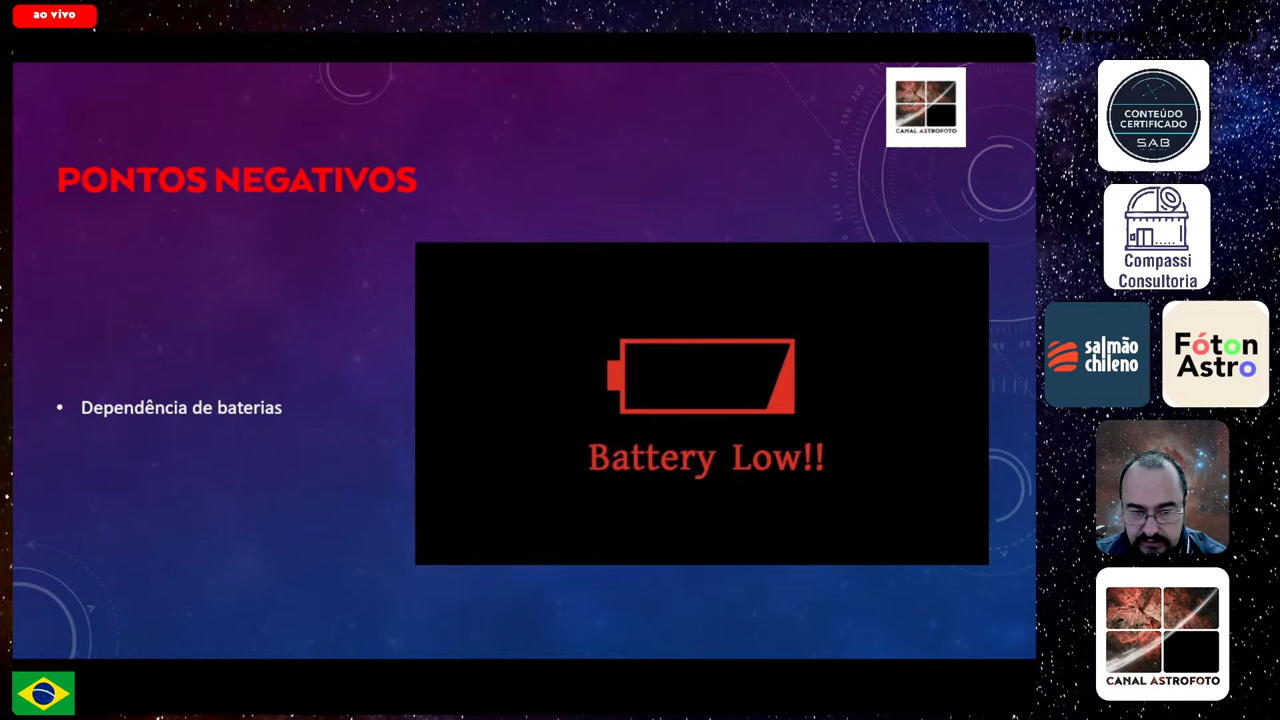 ao vivo
CANAL ASTROFOTO
PONTOS NEGATIVOS
• Dependência de baterias
Battery Low!!
CONTEÚDO
CERTIFICADO
SAB
Compassi
Consultoria
salmão
chileno
Fóton
Astro
CANAL ASTROFOTO